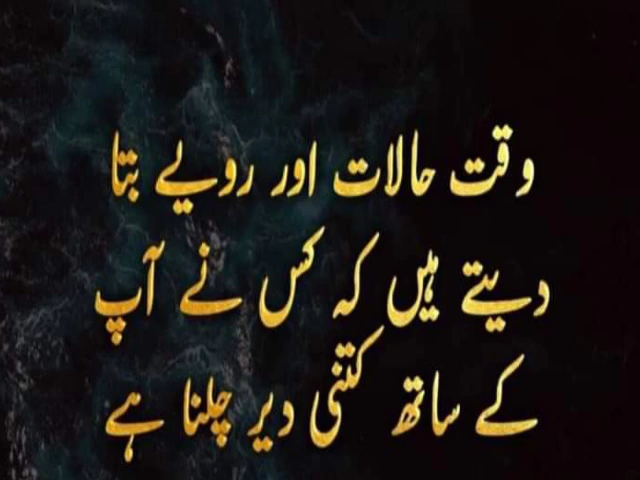 وقت حالات اور رویے بتا
دیتے ہیں کہ کس نے آپ
کے ساتھ کتنی دیر چلنا ہے